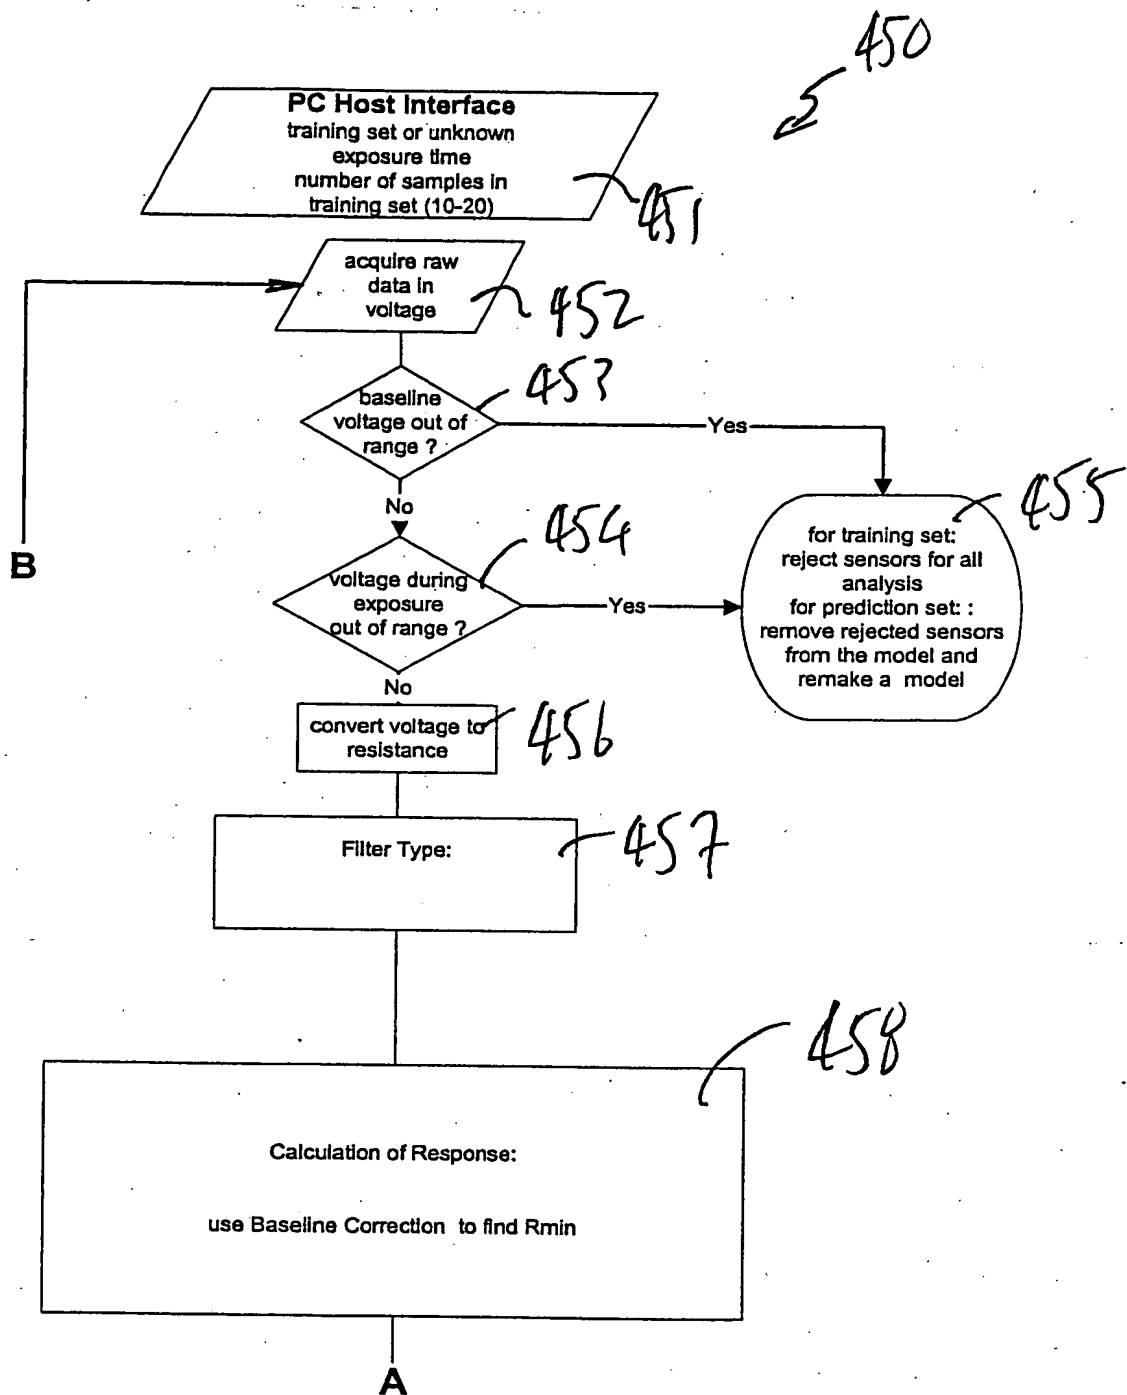 450
PC Host Interface
training set or unknown
exposure time
number of samples in
training set (10-20)
451
acquire raw
data in
voltage
452
453
baseline
voltage out of
range ?
Yes
No
454
455
B
voltage during
exposure
out of range ?
Yes
for training set:
reject sensors for all
analysis
for prediction set: :
remove rejected sensors
from the model and
remake a model
No
convert voltage to
resistance
456
Filter Type:
457
458
Calculation of Response:
use Baseline Correction to find Rmin
A